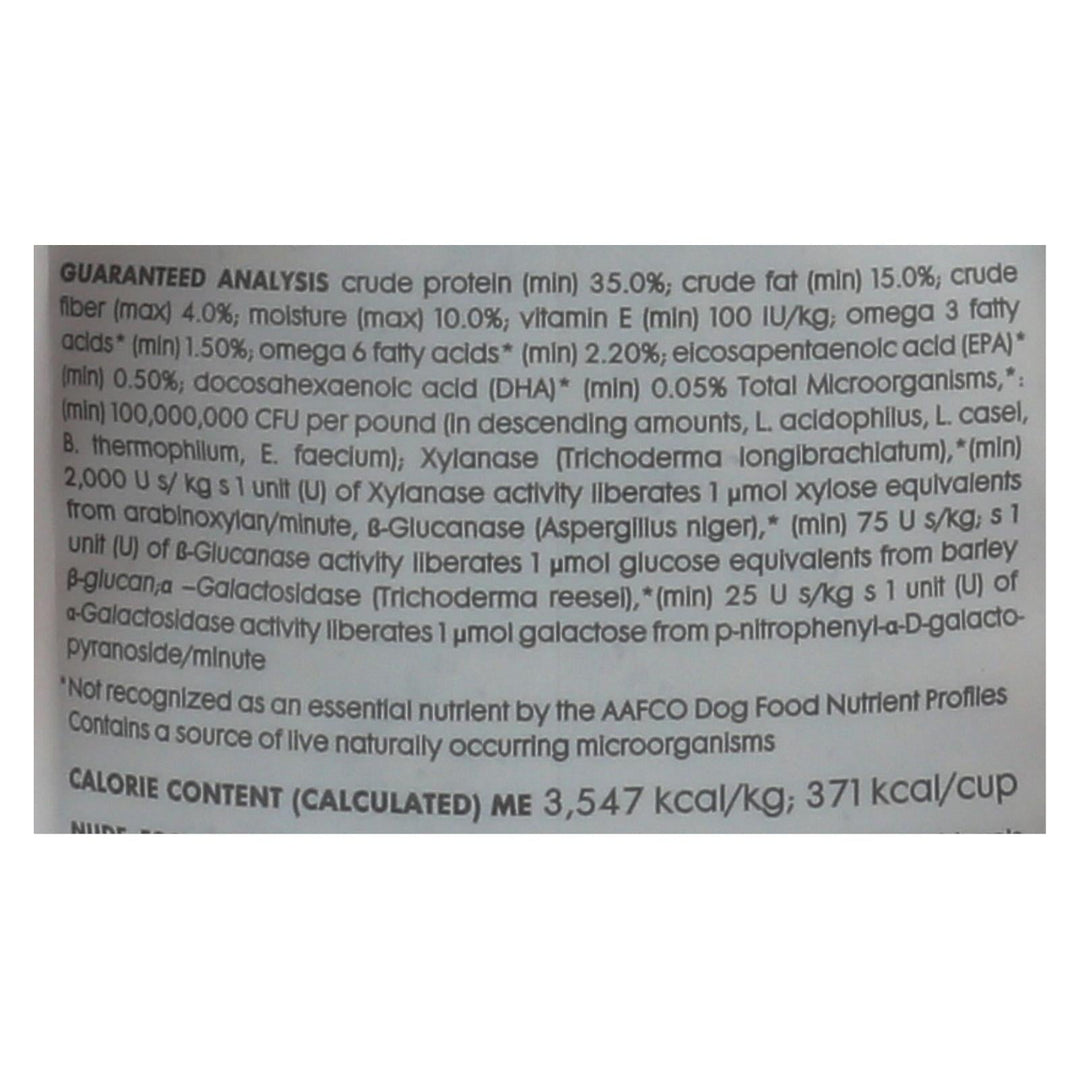 GUARANTEED ANALYSIS crude protein (min) 35.0%; crude fat (min) 15.0%; crude
fiber (max) 4.0%; moisture (max) 10.0%; vitamin E (min) 100 IU/kg; omega 3 fatty
acids* (min) 1.50%; omega 6 fatty acids* (min) 2.20%; eicosapentaenoic acid (EPA)*
(min) 0.50%; docosahexaenoic acid (DHA)* (min) 0.05% Total Microorganisms,*:
(min) 100,000,000 CFU per pound (in descending amounts, L. acidophilus, L. casei,
B. thermophilum, E. faecium); Xylanase (Trichoderma longibrachiatum),*(min)
2,000 U s/ kg s 1 unit (U) of Xylanase activity liberates 1 µmol xylose equivalents
from arabinoxylan/minute, ß-Glucanase (Aspergillus niger),* (min) 75 U s/kg; s 1
unit (U) of ß-Glucanase activity liberates 1 µmol glucose equivalents from barley
β-glucan,α –Galactosidase (Trichoderma reesei),*(min) 25 U s/kg s 1 unit (U) of
α-Galactosidase activity liberates 1 µmol galactose from p-nitrophenyl-α-D-galacto-
pyranoside/minute
*Not recognized as an essential nutrient by the AAFCO Dog Food Nutrient Profiles
Contains a source of live naturally occurring microorganisms
CALORIE CONTENT (CALCULATED) ME 3,547 kcal/kg; 371 kcal/cup